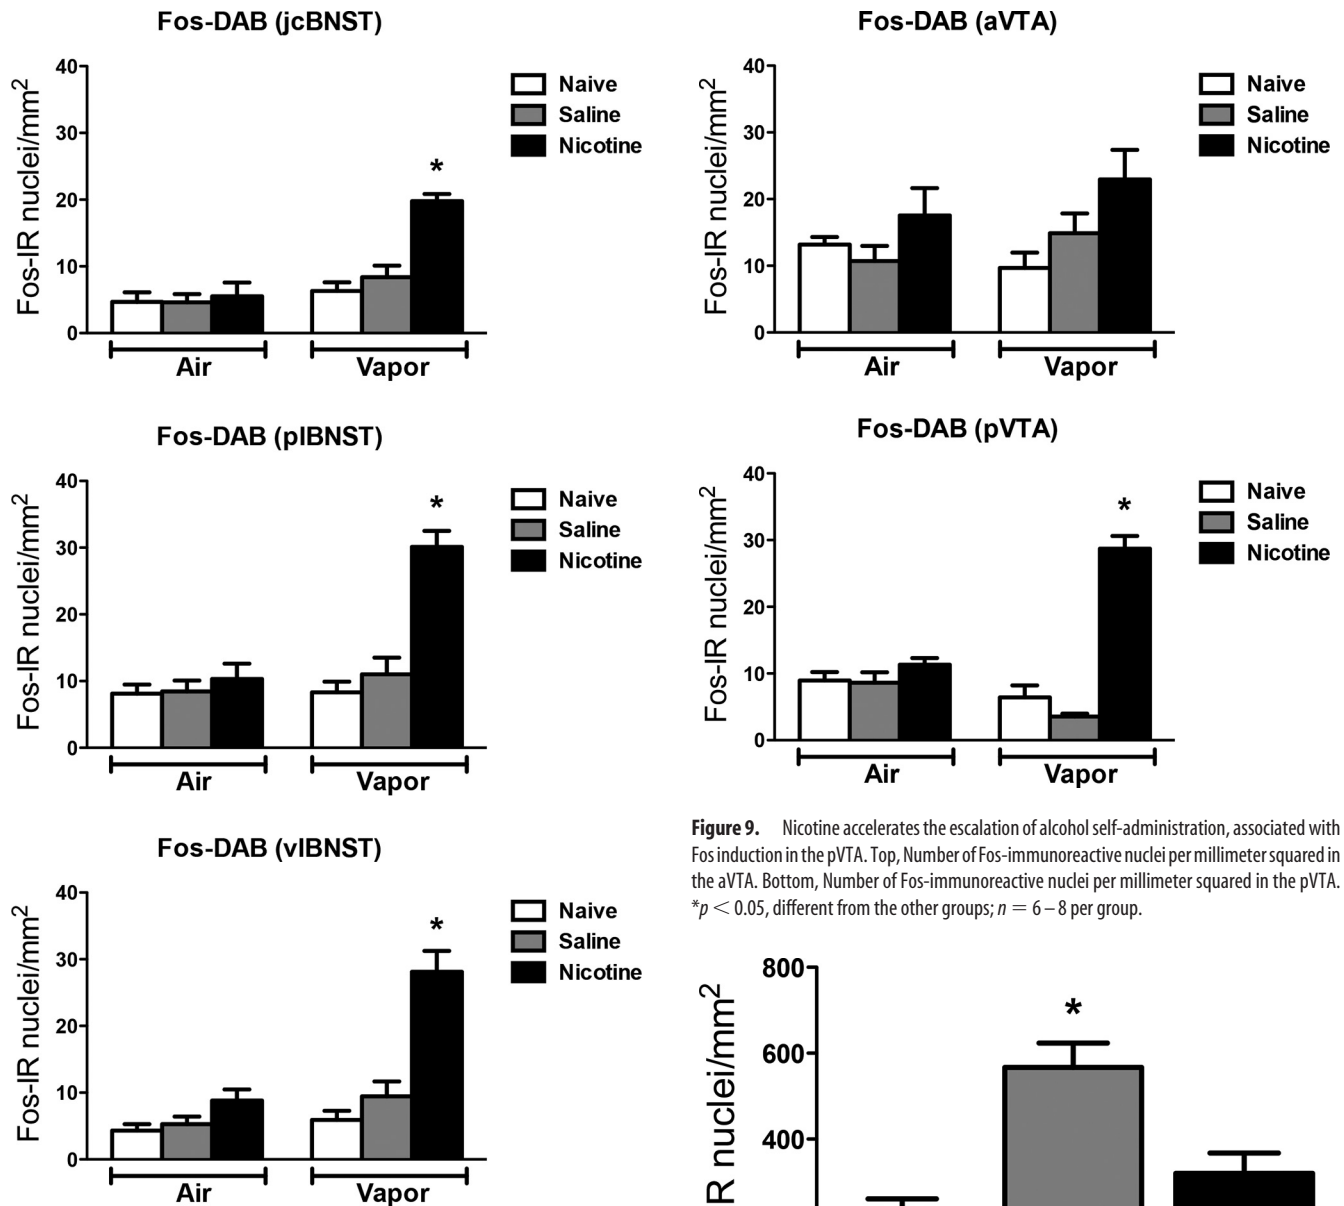 Fos-DAB (jcBNST)
Fos-IR nuclei/mm2
40
30
20
10
0
*
Naive
Saline
Nicotine
Air
Vapor
Fos-DAB (plBNST)
Fos-IR nuclei/mm2
40
30
20
10
0
*
Naive
Saline
Nicotine
Air
Vapor
Fos-DAB (vlBNST)
Fos-IR nuclei/mm2
40
30
20
10
0
*
Naive
Saline
Nicotine
Air
Vapor
Fos-DAB (aVTA)
Fos-IR nuclei/mm2
40
30
20
10
0
Naive
Saline
Nicotine
Air
Vapor
Fos-DAB (pVTA)
Fos-IR nuclei/mm2
40
30
20
10
0
*
Naive
Saline
Nicotine
Air
Vapor
Figure 9. Nicotine accelerates the escalation of alcohol self-administration, associated with
Fos induction in the pVTA. Top, Number of Fos-immunoreactive nuclei per millimeter squared in
the aVTA. Bottom, Number of Fos-immunoreactive nuclei per millimeter squared in the pVTA.
*p < 0.05, different from the other groups; n = 6–8 per group.
R nuclei/mm2
800
600
400
*